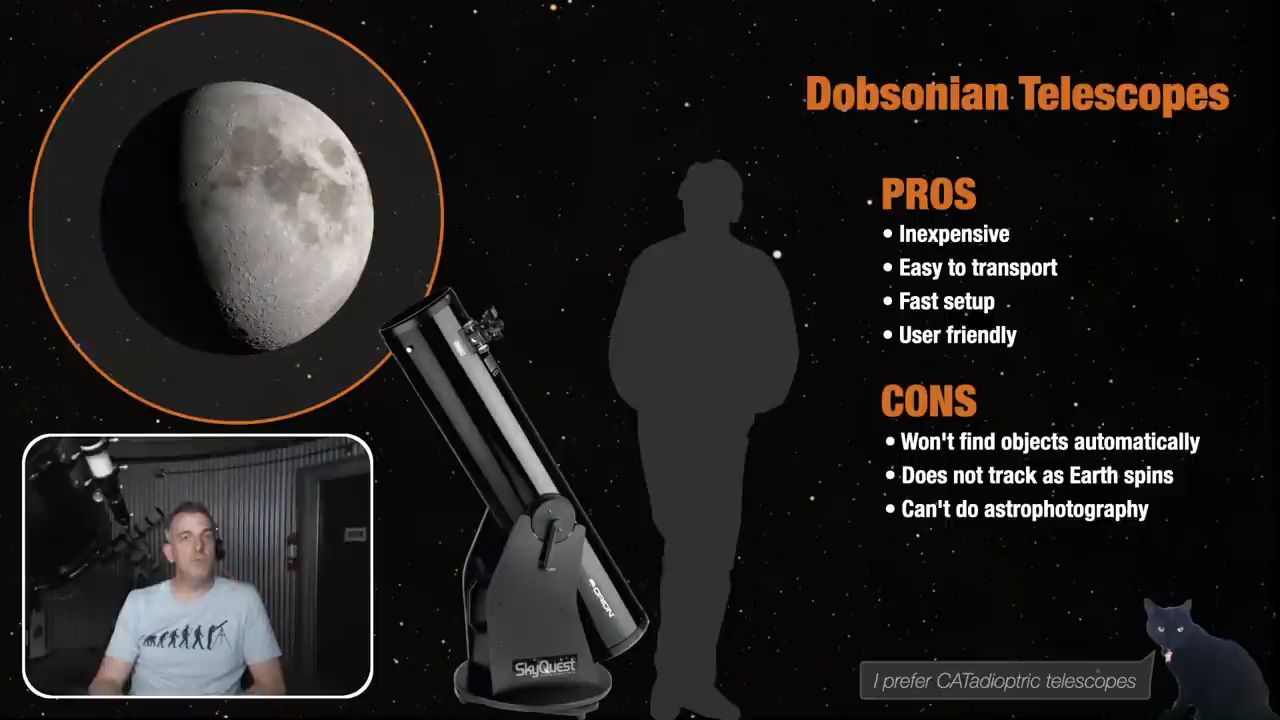 Dobsonian Telescopes
PROS
• Inexpensive
• Easy to transport
• Fast setup
• User friendly
CONS
• Won't find objects automatically
• Does not track as Earth spins
• Can't do astrophotography
ORION
SkyQuest
I prefer CATadioptric telescopes